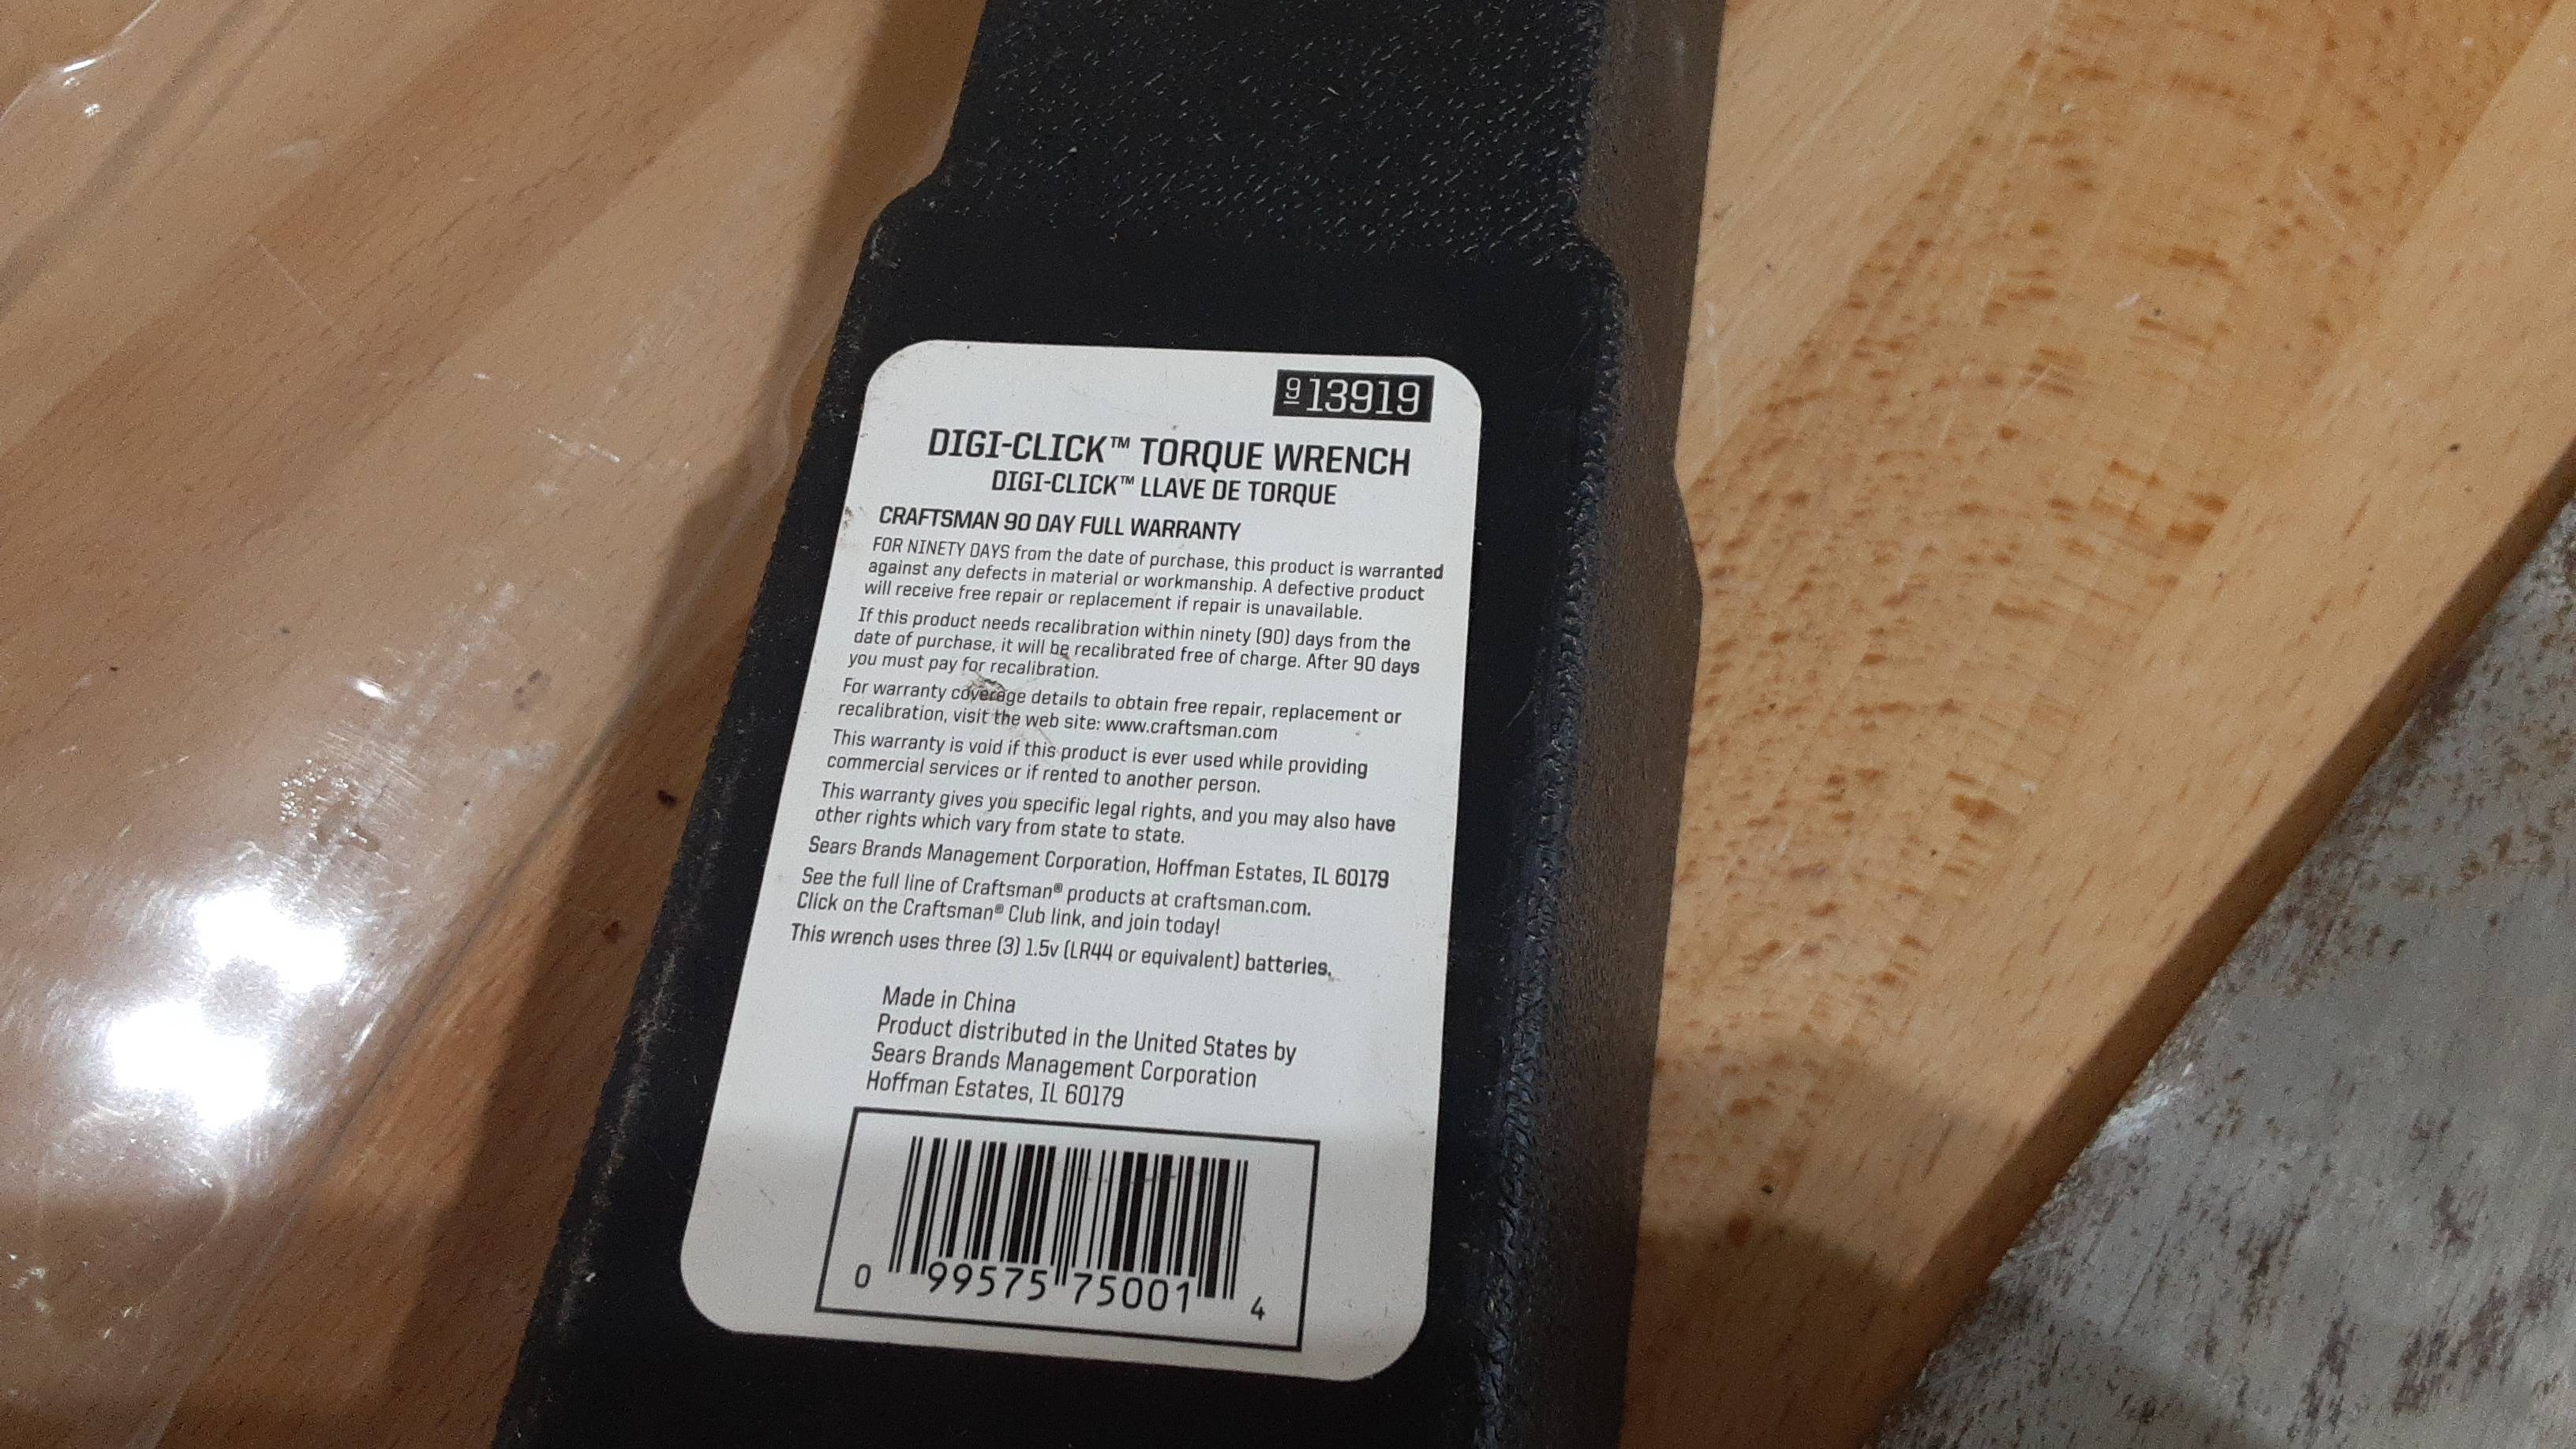 9 13919
DIGI-CLICK™ TORQUE WRENCH
DIGI-CLICK™ LLAVE DE TORQUE
CRAFTSMAN 90 DAY FULL WARRANTY
FOR NINETY DAYS from the date of purchase, this product is warranted
against any defects in material or workmanship. A defective product
will receive free repair or replacement if repair is unavailable.
If this product needs recalibration within ninety (90) days from the
date of purchase, it will be recalibrated free of charge. After 90 days
you must pay for recalibration.
For warranty coverage details to obtain free repair, replacement or
recalibration, visit the web site: www.craftsman.com
This warranty is void if this product is ever used while providing
commercial services or if rented to another person.
This warranty gives you specific legal rights, and you may also have
other rights which vary from state to state.
Sears Brands Management Corporation, Hoffman Estates, IL 60179
See the full line of Craftsman® products at craftsman.com.
Click on the Craftsman® Club link, and join today!
This wrench uses three (3) 1.5v (LR44 or equivalent) batteries.
Made in China
Product distributed in the United States by
Sears Brands Management Corporation
Hoffman Estates, IL 60179
0 99575 75001 4